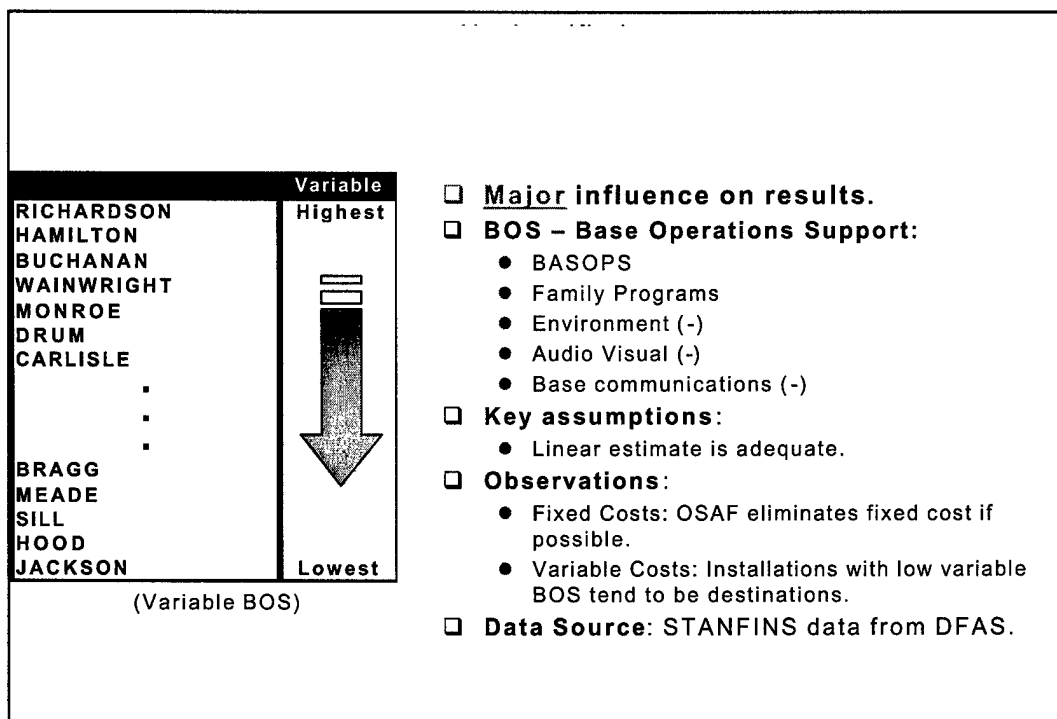 Variable
RICHARDSON Highest
HAMILTON
BUCHANAN
WAINWRIGHT
MONROE
DRUM
CARLISLE
.
.
.
BRAGG
MEADE
SILL
HOOD
JACKSON Lowest
(Variable BOS)
❑ Major influence on results.
❑ BOS – Base Operations Support:
● BASOPS
● Family Programs
● Environment (-)
● Audio Visual (-)
● Base communications (-)
❑ Key assumptions:
● Linear estimate is adequate.
❑ Observations:
● Fixed Costs: OSAF eliminates fixed cost if
possible.
● Variable Costs: Installations with low variable
BOS tend to be destinations.
❑ Data Source: STANFINS data from DFAS.